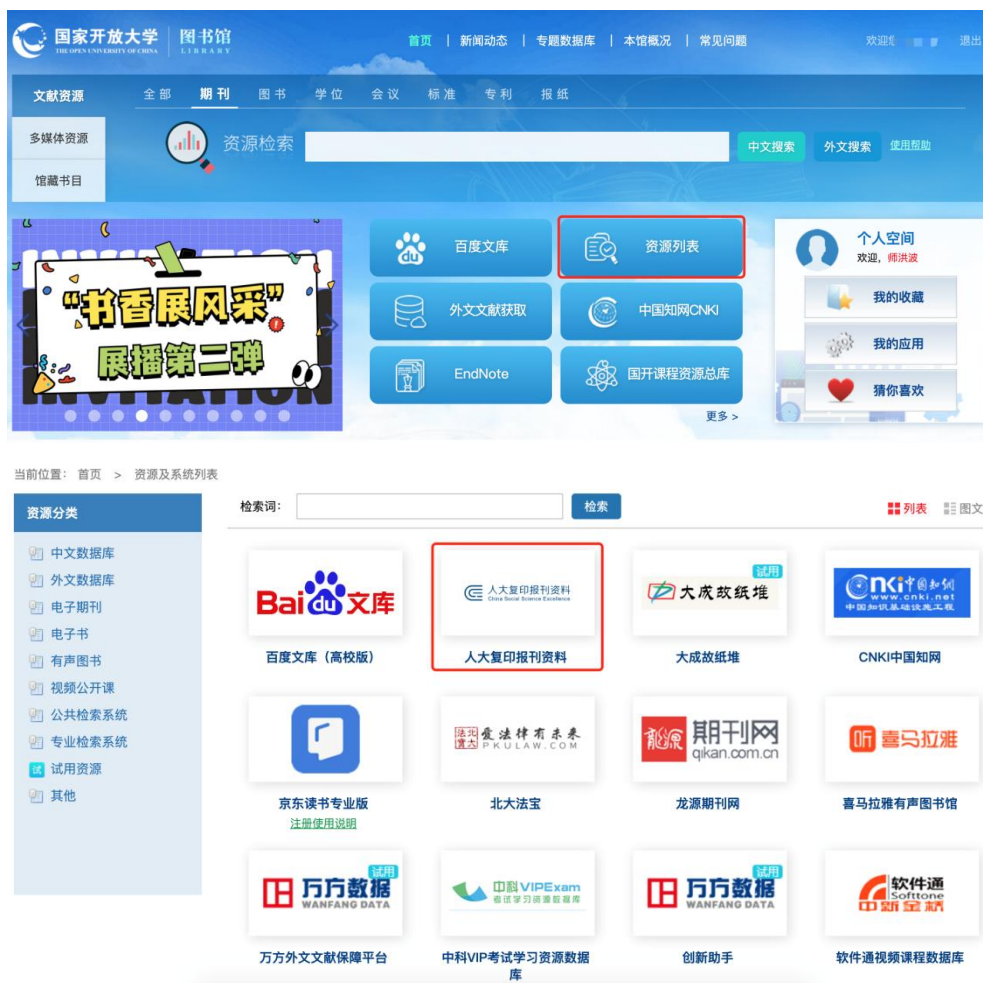 国家开放大学
THE OPEN UNIVERSITY OF CHINA
图书馆
LIBRARY
首页 | 新闻动态 | 专题数据库 | 本馆概况 | 常见问题
欢迎您
退出
文献资源
全部 期刊 图书 学位 会议 标准 专利 报纸
多媒体资源
馆藏书目
资源检索
中文搜索
外文搜索
使用帮助
“书香展风采”
展播第二弹
INVITATION
du
百度文库
资源列表
外文文献获取
中国知网CNKI
EndNote
国开课程资源总库
更多 >
个人空间
欢迎, 师洪波
我的收藏
我的应用
猜你喜欢
当前位置: 首页 > 资源及系统列表
资源分类
中文数据库
外文数据库
电子期刊
电子书
有声图书
视频公开课
公共检索系统
专业检索系统
试 试用资源
其他
检索词:
检索
列表
图文
Bai du 文库
百度文库（高校版）
人大复印报刊资料
China Social Science Excellence
人大复印报刊资料
试用
大成故纸堆
大成故纸堆
cnki中国知网
www.cnki.net
中国知识基础设施工程
CNKI中国知网
京东读书专业版
注册使用说明
北大法宝
爱法律有未来
PKULAW.COM
北大法宝
龙源
期刊网
qikan.com.cn
龙源期刊网
听 喜马拉雅
喜马拉雅有声图书馆
试用
万方数据
WANFANG DATA
万方外文文献保障平台
中科VIPExam
考试学习资源数据库
中科VIP考试学习资源数据
库
试用
万方数据
WANFANG DATA
创新助手
软件通
Softtone
中新金桥
软件通视频课程数据库